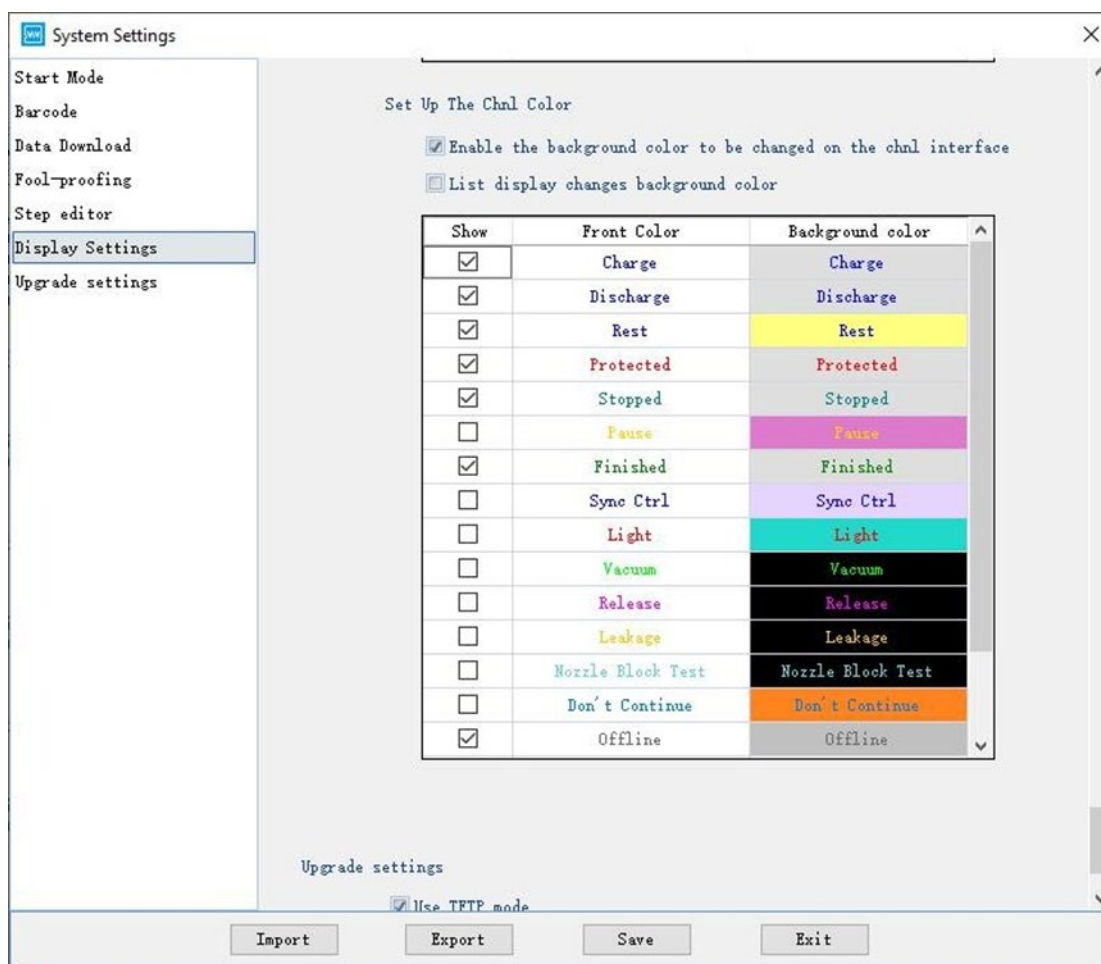 System Settings
Start Mode
Barcode
Data Download
Fool-proofing
Step editor
Display Settings
Upgrade settings
Set Up The Chnl Color
Enable the background color to be changed on the chnl interface
List display changes background color
Show Front Color Background color
Charge Charge
Discharge Discharge
Rest Rest
Protected Protected
Stopped Stopped
Pause Pause
Finished Finished
Sync Ctrl Sync Ctrl
Light Light
Vacuum Vacuum
Release Release
Leakage Leakage
Nozzle Block Test Nozzle Block Test
Don't Continue Don't Continue
Offline Offline
Upgrade settings
Use TFTP mode
Import Export Save Exit